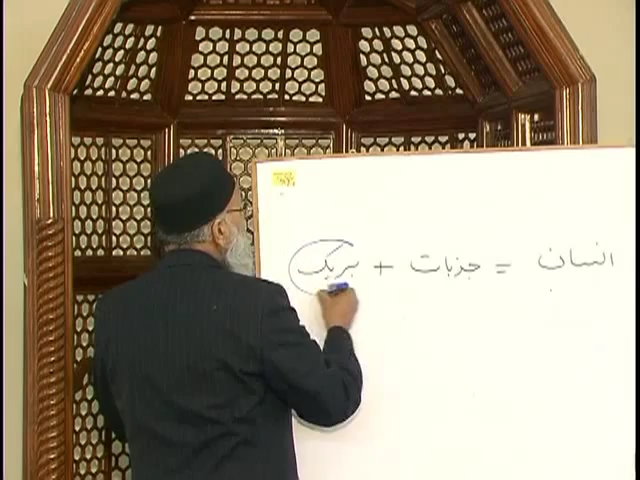 انسان = جزبات + بریک